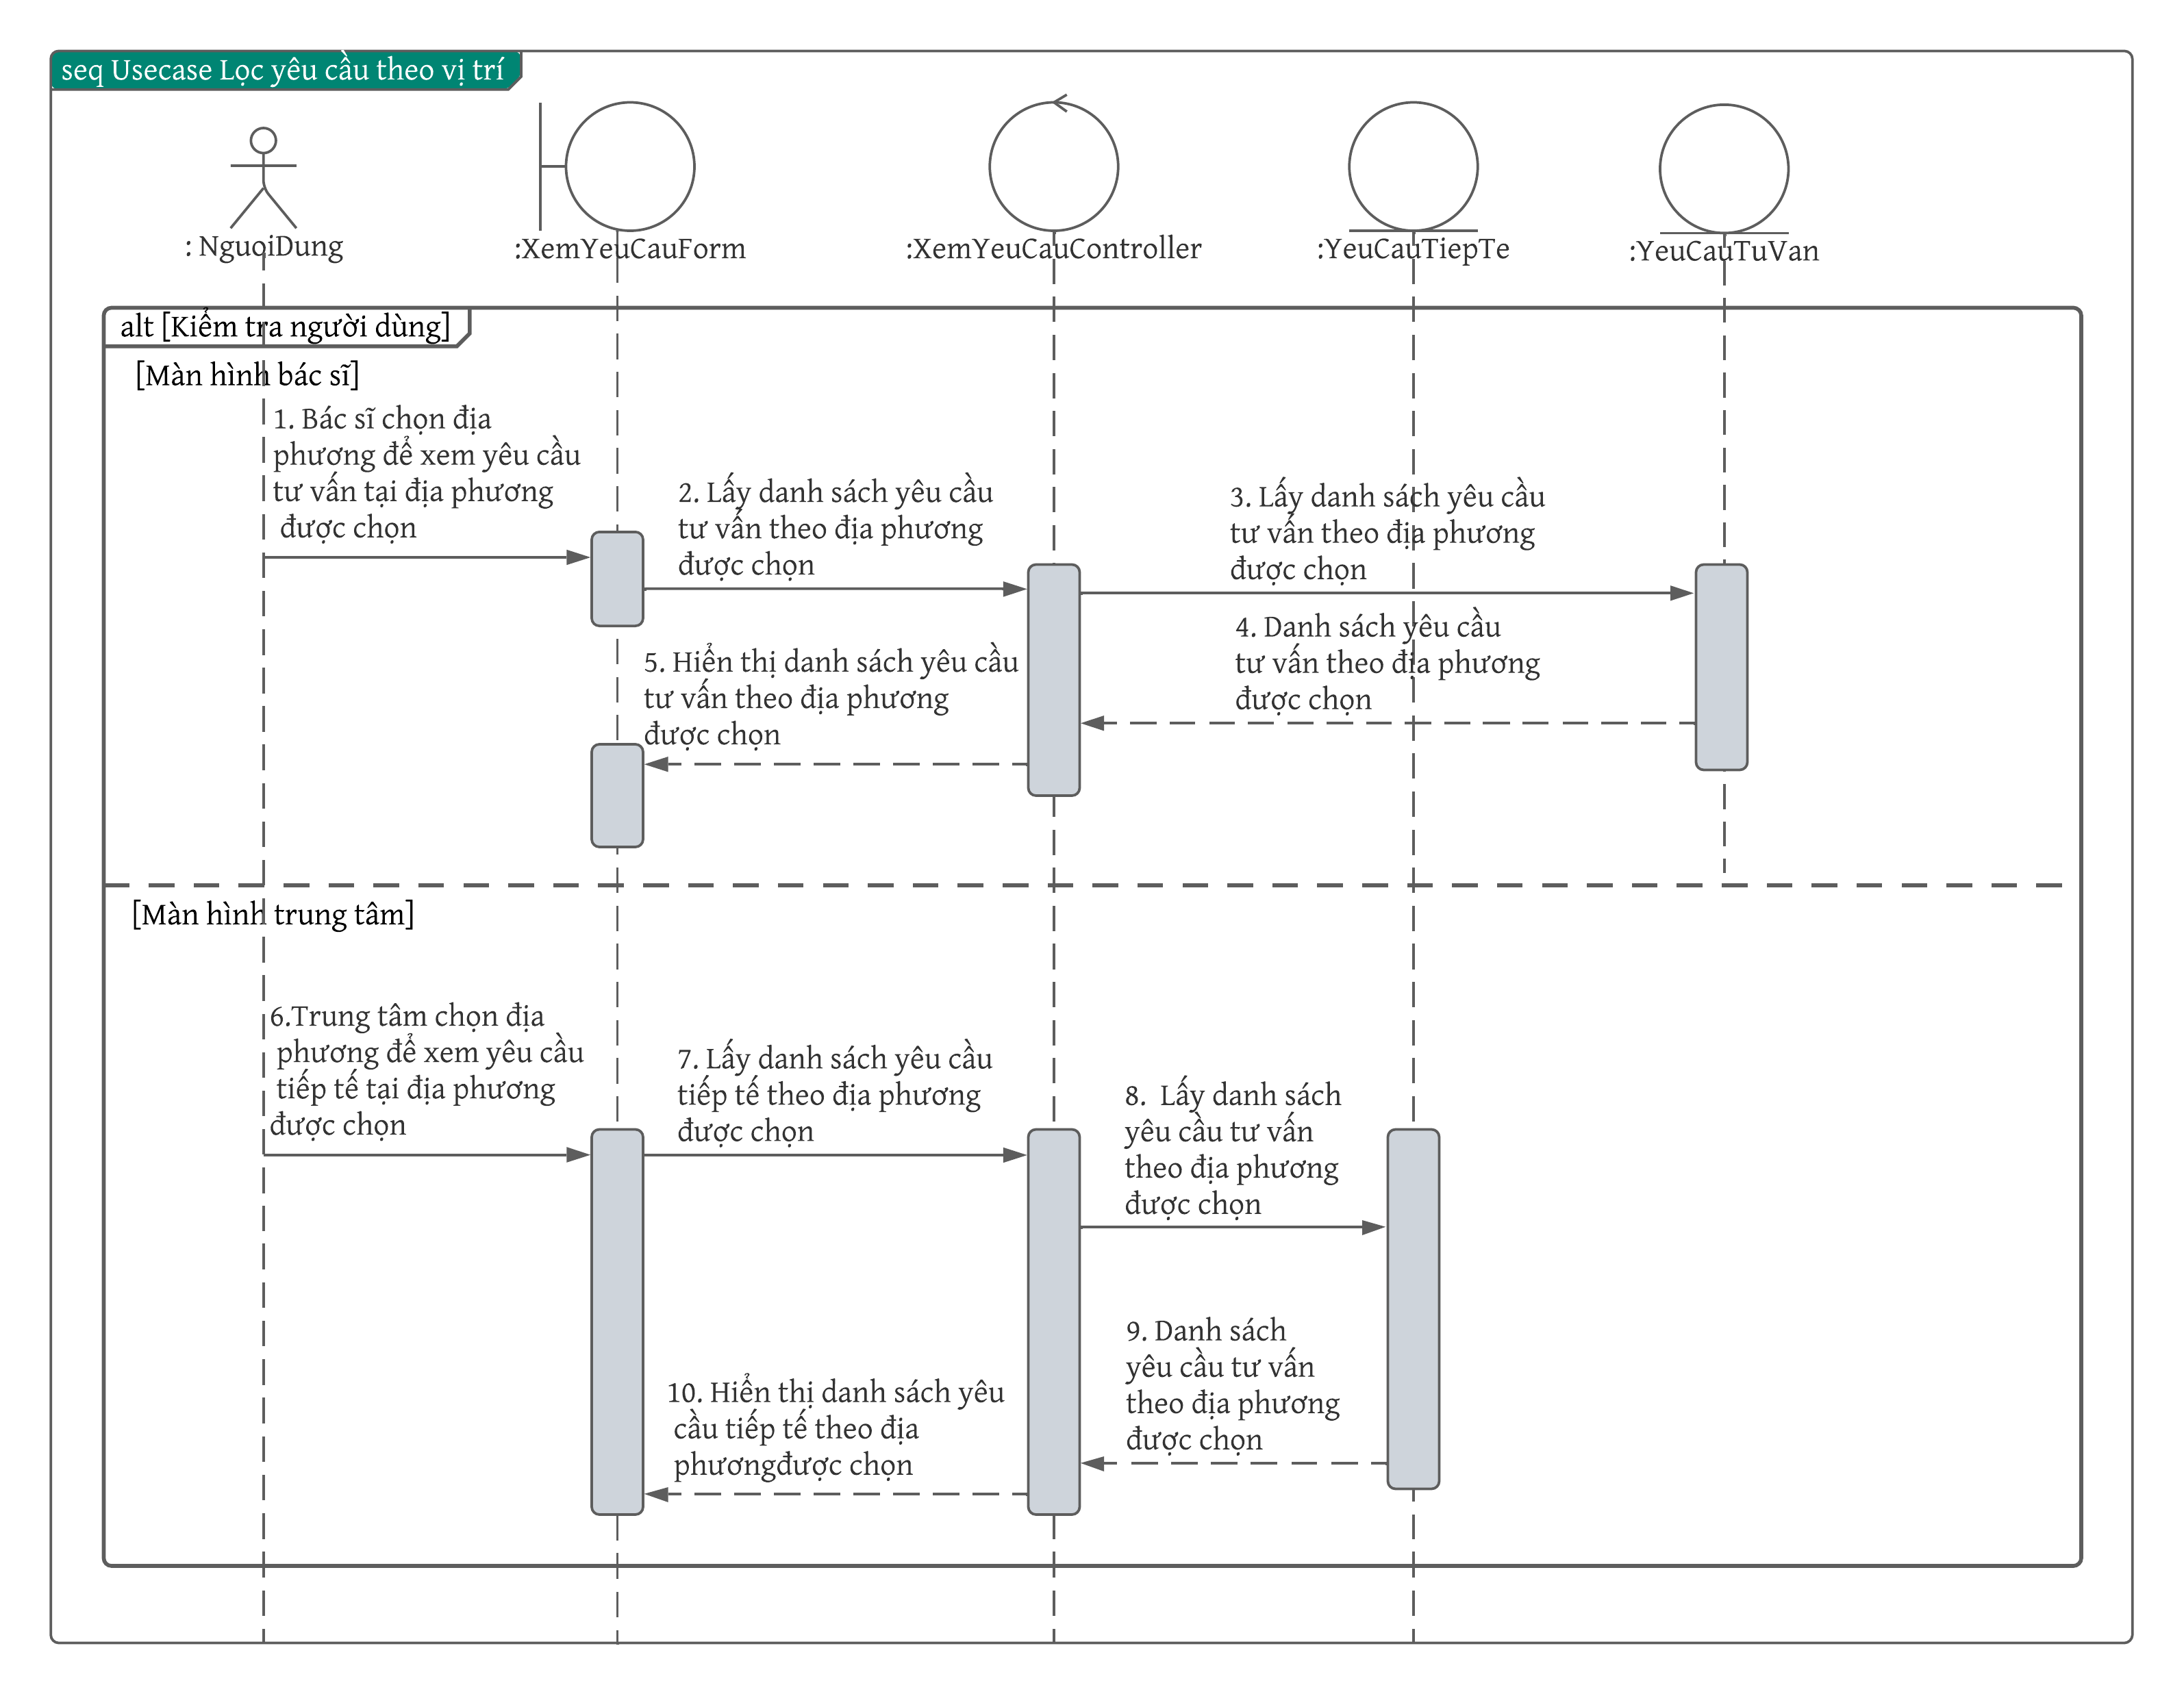 seq Usecase Lọc yêu cầu theo vị trí
: NguoiDung
:XemYeuCauForm
:XemYeuCauController
:YeuCauTiepTe
:YeuCauTuVan
alt [Kiểm tra người dùng]
[Màn hình bác sĩ]
1. Bác sĩ chọn địa
phương để xem yêu cầu
tư vấn tại địa phương
được chọn
2. Lấy danh sách yêu cầu
tư vấn theo địa phương
được chọn
3. Lấy danh sách yêu cầu
tư vấn theo địa phương
được chọn
4. Danh sách yêu cầu
tư vấn theo địa phương
được chọn
5. Hiển thị danh sách yêu cầu
tư vấn theo địa phương
được chọn
[Màn hình trung tâm]
6.Trung tâm chọn địa
phương để xem yêu cầu
tiếp tế tại địa phương
được chọn
7. Lấy danh sách yêu cầu
tiếp tế theo địa phương
được chọn
8. Lấy danh sách
yêu cầu tư vấn
theo địa phương
được chọn
9. Danh sách
yêu cầu tư vấn
theo địa phương
được chọn
10. Hiển thị danh sách yêu
cầu tiếp tế theo địa
phươngđược chọn